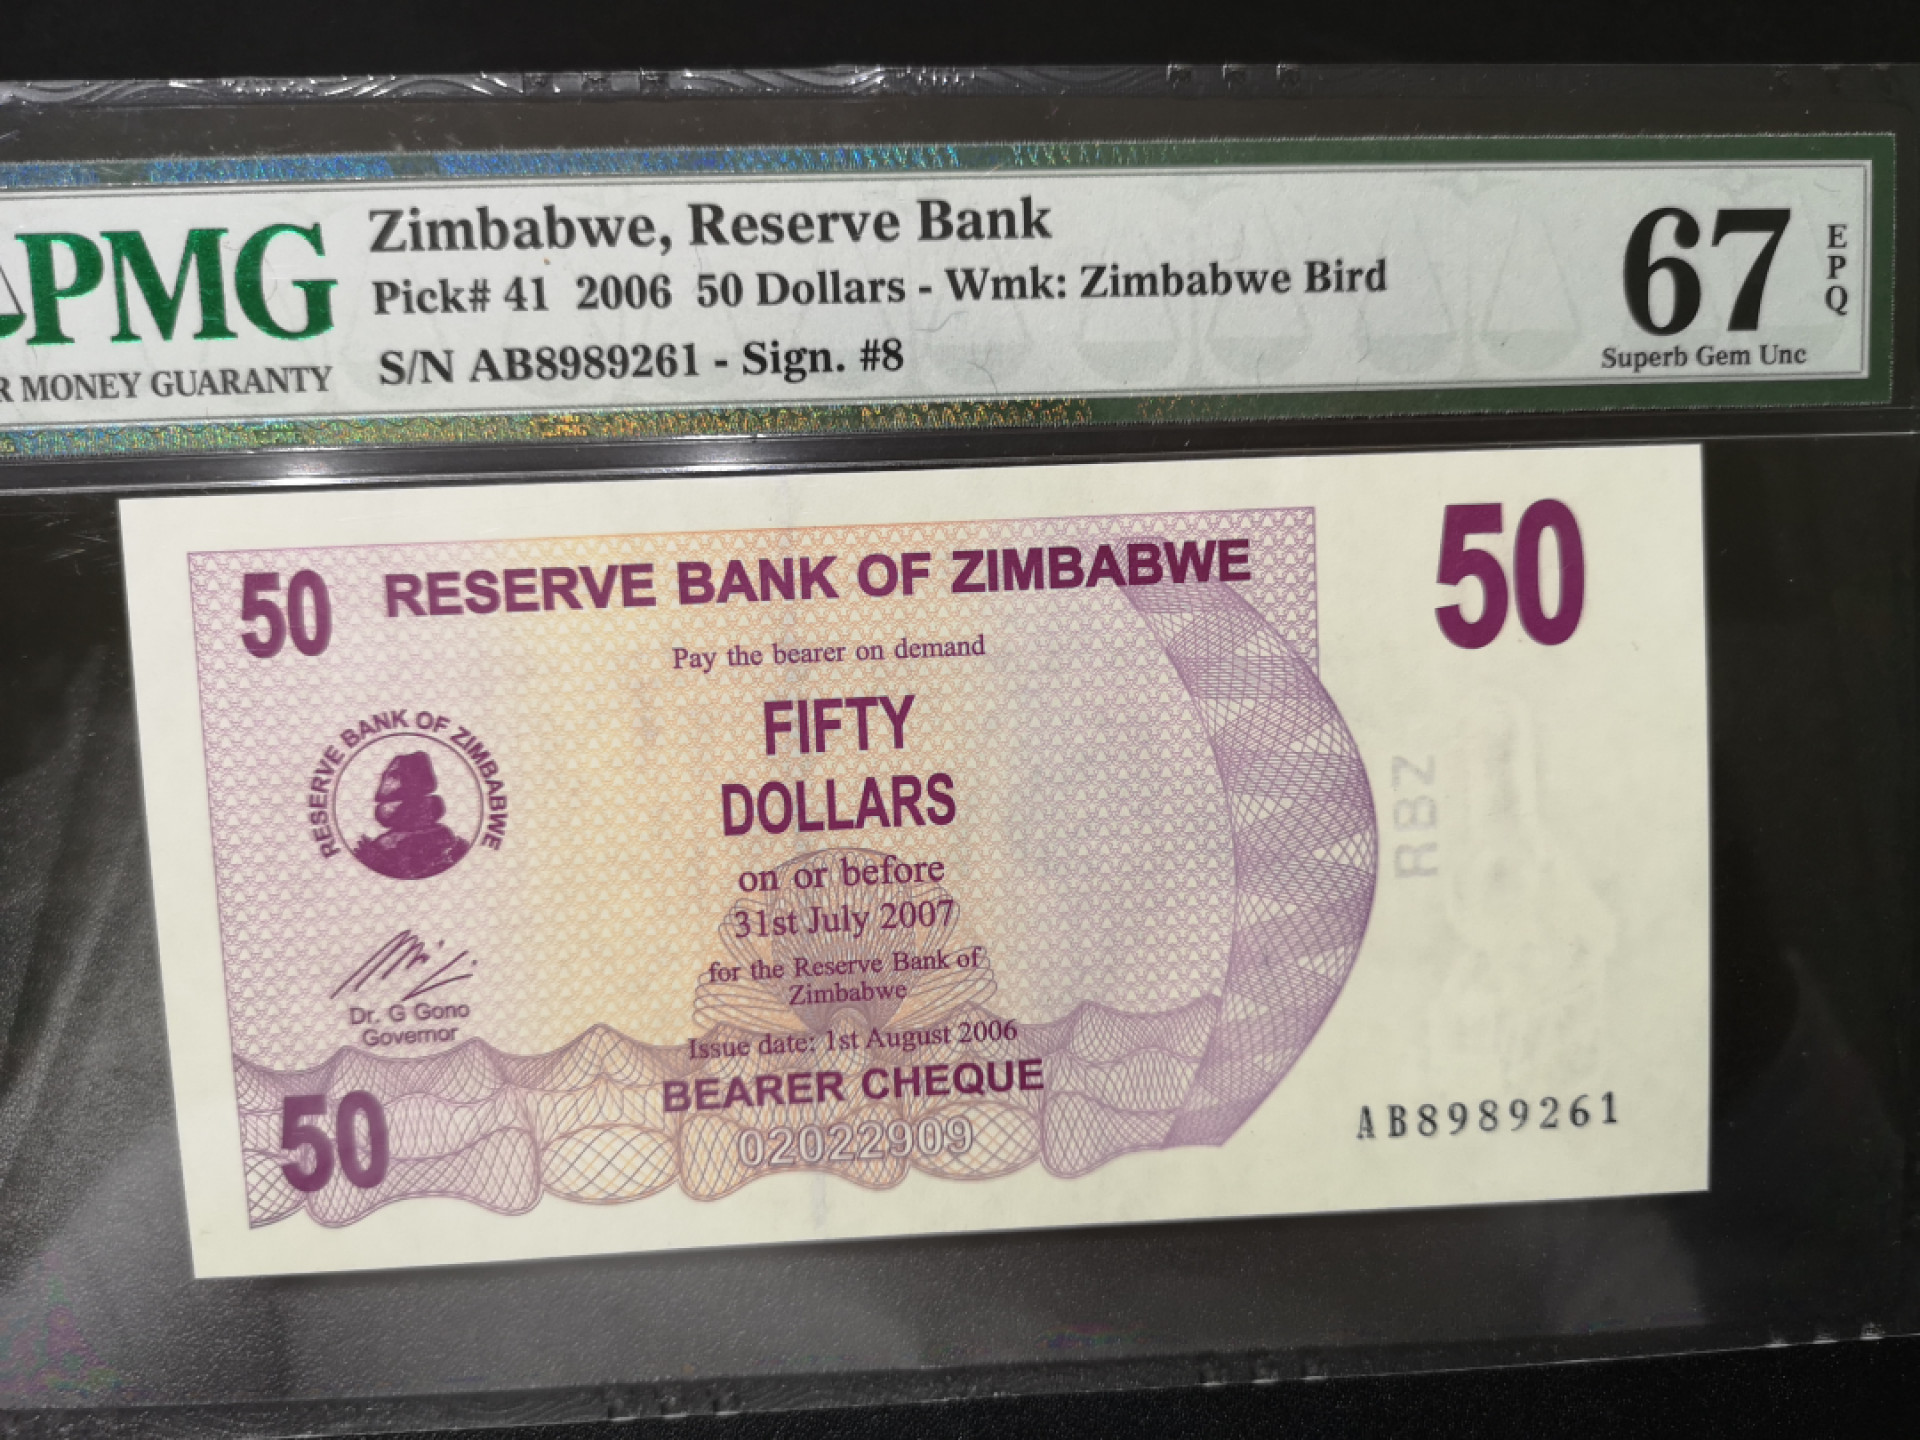 PMG
Zimbabwe, Reserve Bank
Pick# 41 2006 50 Dollars - Wmk: Zimbabwe Bird
S/N AB8989261 - Sign. #8
MONEY GUARANTY
67
EPQ
Superb Gem Unc
50
RESERVE BANK OF ZIMBABWE
50
Pay the bearer on demand
FIFTY
DOLLARS
on or before
31st July 2007
for the Reserve Bank of
Zimbabwe
Issue date: 1st August 2006
BEARER CHEQUE
02022909
RESERVE BANK OF ZIMBABWE
Dr. G Gono
Governor
50
RBZ
AB8989261